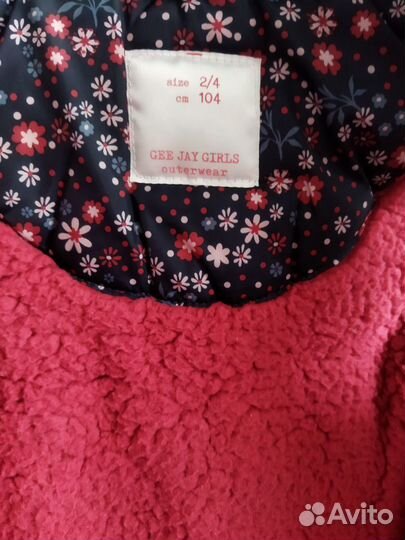 size 2/4
cm 104
GEE JAY GIRLS
outerwear
Avito